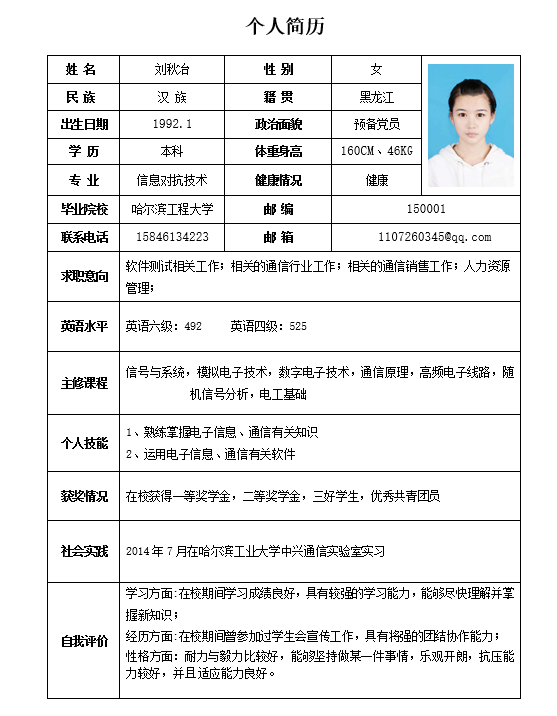 个人简历
姓 名 刘秋怡 性 别 女
民 族 汉 族 籍 贯 黑龙江
出生日期 1992.1 政治面貌 预备党员
学 历 本科 体重身高 160CM、46KG
专 业 信息对抗技术 健康情况 健康
毕业院校 哈尔滨工程大学 邮 编 150001
联系电话 15846134223 邮 箱 1107260345@qq.com
求职意向 软件测试相关工作；相关的通信行业工作；相关的通信销售工作；人力资源
管理；
英语水平 英语六级：492 英语四级：525
主修课程 信号与系统，模拟电子技术，数字电子技术，通信原理，高频电子线路，随
机信号分析，电工基础
个人技能 1、熟练掌握电子信息、通信有关知识
2、运用电子信息、通信有关软件
获奖情况 在校获得一等奖学金，二等奖学金，三好学生，优秀共青团员
社会实践 2014 年 7 月在哈尔滨工业大学中兴通信实验室实习
自我评价 学习方面：在校期间学习成绩良好，具有较强的学习能力，能够尽快理解并掌
握新知识；
经历方面：在校期间曾参加过学生会宣传工作，具有将强的团结协作能力；
性格方面：耐力与毅力比较好，能够坚持做某一件事情，乐观开朗，抗压能
力较好，并且适应能力良好。